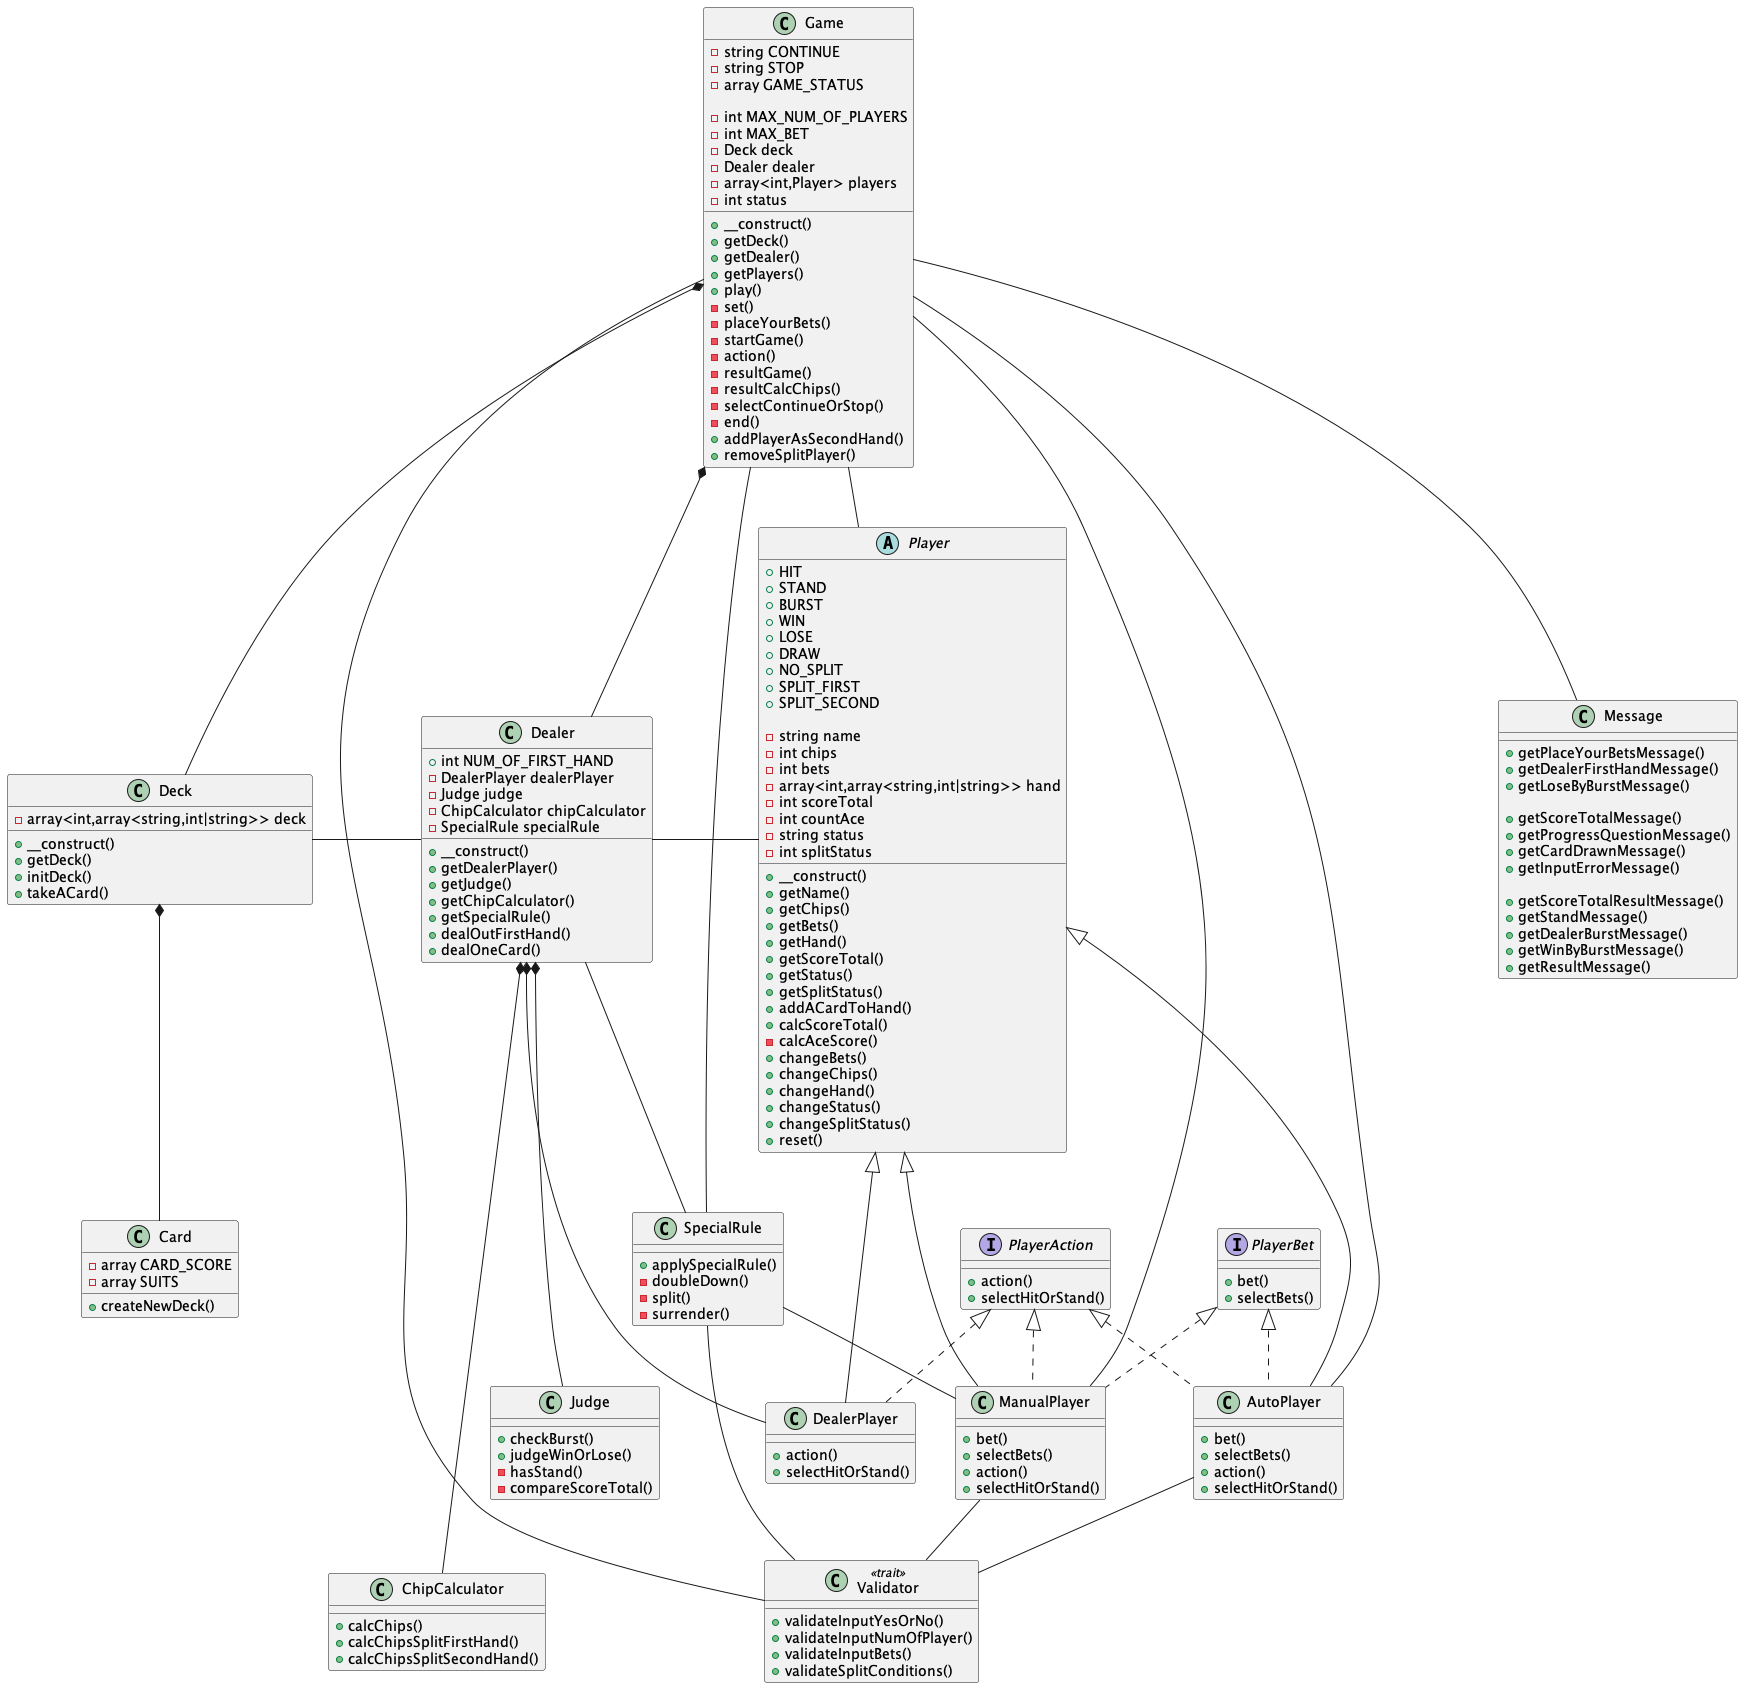 C Game
string CONTINUE
string STOP
array GAME_STATUS
int MAX_NUM_OF_PLAYERS
int MAX_BET
Deck deck
Dealer dealer
array<int,Player> players
int status
__construct()
getDeck()
getDealer()
getPlayers()
play()
set()
placeYourBets()
startGame()
action()
resultGame()
resultCalcChips()
selectContinueOrStop()
end()
addPlayerAsSecondHand()
removeSplitPlayer()
A Player
HIT
STAND
BURST
WIN
LOSE
DRAW
NO_SPLIT
SPLIT_FIRST
SPLIT_SECOND
string name
int chips
int bets
array<int,array<string,int|string>> hand
int scoreTotal
int countAce
string status
int splitStatus
__construct()
getName()
getChips()
getBets()
getHand()
getScoreTotal()
getStatus()
getSplitStatus()
addACardToHand()
calcScoreTotal()
calcAceScore()
changeBets()
changeChips()
changeHand()
changeStatus()
changeSplitStatus()
reset()
C Message
getPlaceYourBetsMessage()
getDealerFirstHandMessage()
getLoseByBurstMessage()
getScoreTotalMessage()
getProgressQuestionMessage()
getCardDrawnMessage()
getInputErrorMessage()
getScoreTotalResultMessage()
getStandMessage()
getDealerBurstMessage()
getWinByBurstMessage()
getResultMessage()
C Dealer
int NUM_OF_FIRST_HAND
DealerPlayer dealerPlayer
Judge judge
ChipCalculator chipCalculator
SpecialRule specialRule
__construct()
getDealerPlayer()
getJudge()
getChipCalculator()
getSpecialRule()
dealOutFirstHand()
dealOneCard()
C Deck
array<int,array<string,int|string>> deck
__construct()
getDeck()
initDeck()
takeACard()
C Card
array CARD_SCORE
array SUITS
createNewDeck()
C SpecialRule
applySpecialRule()
doubleDown()
split()
surrender()
I PlayerAction
action()
selectHitOrStand()
I PlayerBet
bet()
selectBets()
C Judge
checkBurst()
judgeWinOrLose()
hasStand()
compareScoreTotal()
C DealerPlayer
action()
selectHitOrStand()
C ManualPlayer
bet()
selectBets()
action()
selectHitOrStand()
C AutoPlayer
bet()
selectBets()
action()
selectHitOrStand()
C ChipCalculator
calcChips()
calcChipsSplitFirstHand()
calcChipsSplitSecondHand()
«trait»
C Validator
validateInputYesOrNo()
validateInputNumOfPlayer()
validateInputBets()
validateSplitConditions()